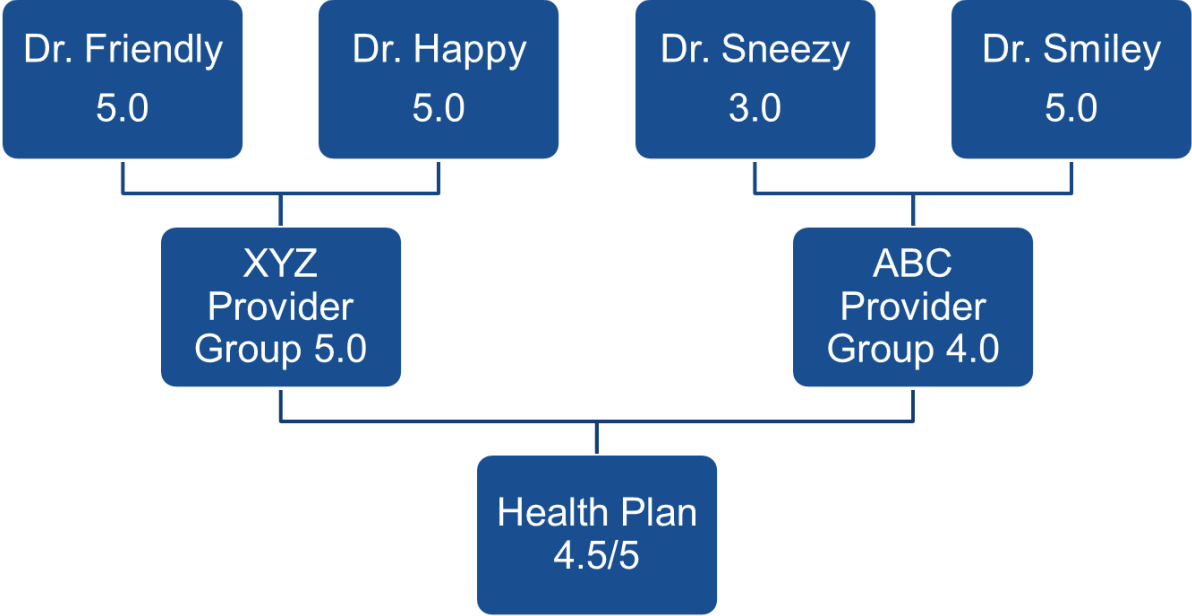 Dr. Friendly
5.0
Dr. Happy
5.0
Dr. Sneezy
3.0
Dr. Smiley
5.0
XYZ
Provider
Group 5.0
ABC
Provider
Group 4.0
Health Plan
4.5/5